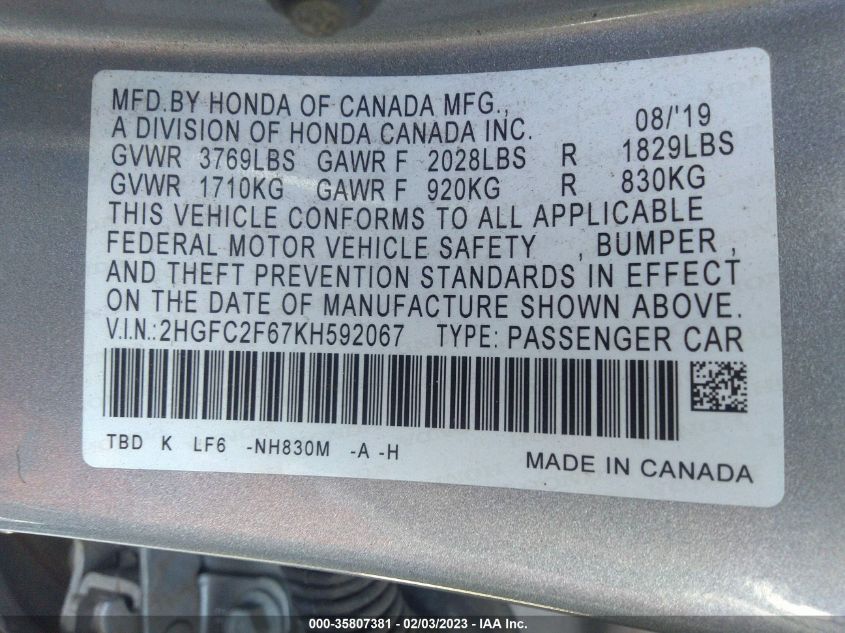 MFD.BY HONDA OF CANADA MFG., 08/'19
A DIVISION OF HONDA CANADA INC.
GVWR 3769LBS GAWR F 2028LBS R 1829LBS
GVWR 1710KG GAWR F 920KG R 830KG
THIS VEHICLE CONFORMS TO ALL APPLICABLE
FEDERAL MOTOR VEHICLE SAFETY , BUMPER ,
AND THEFT PREVENTION STANDARDS IN EFFECT
ON THE DATE OF MANUFACTURE SHOWN ABOVE.
V.I.N.:2HGFC2F67KH592067 TYPE: PASSENGER CAR
TBD K LF6 -NH830M -A -H
MADE IN CANADA
000-35807381 - 02/03/2023 - IAA Inc.